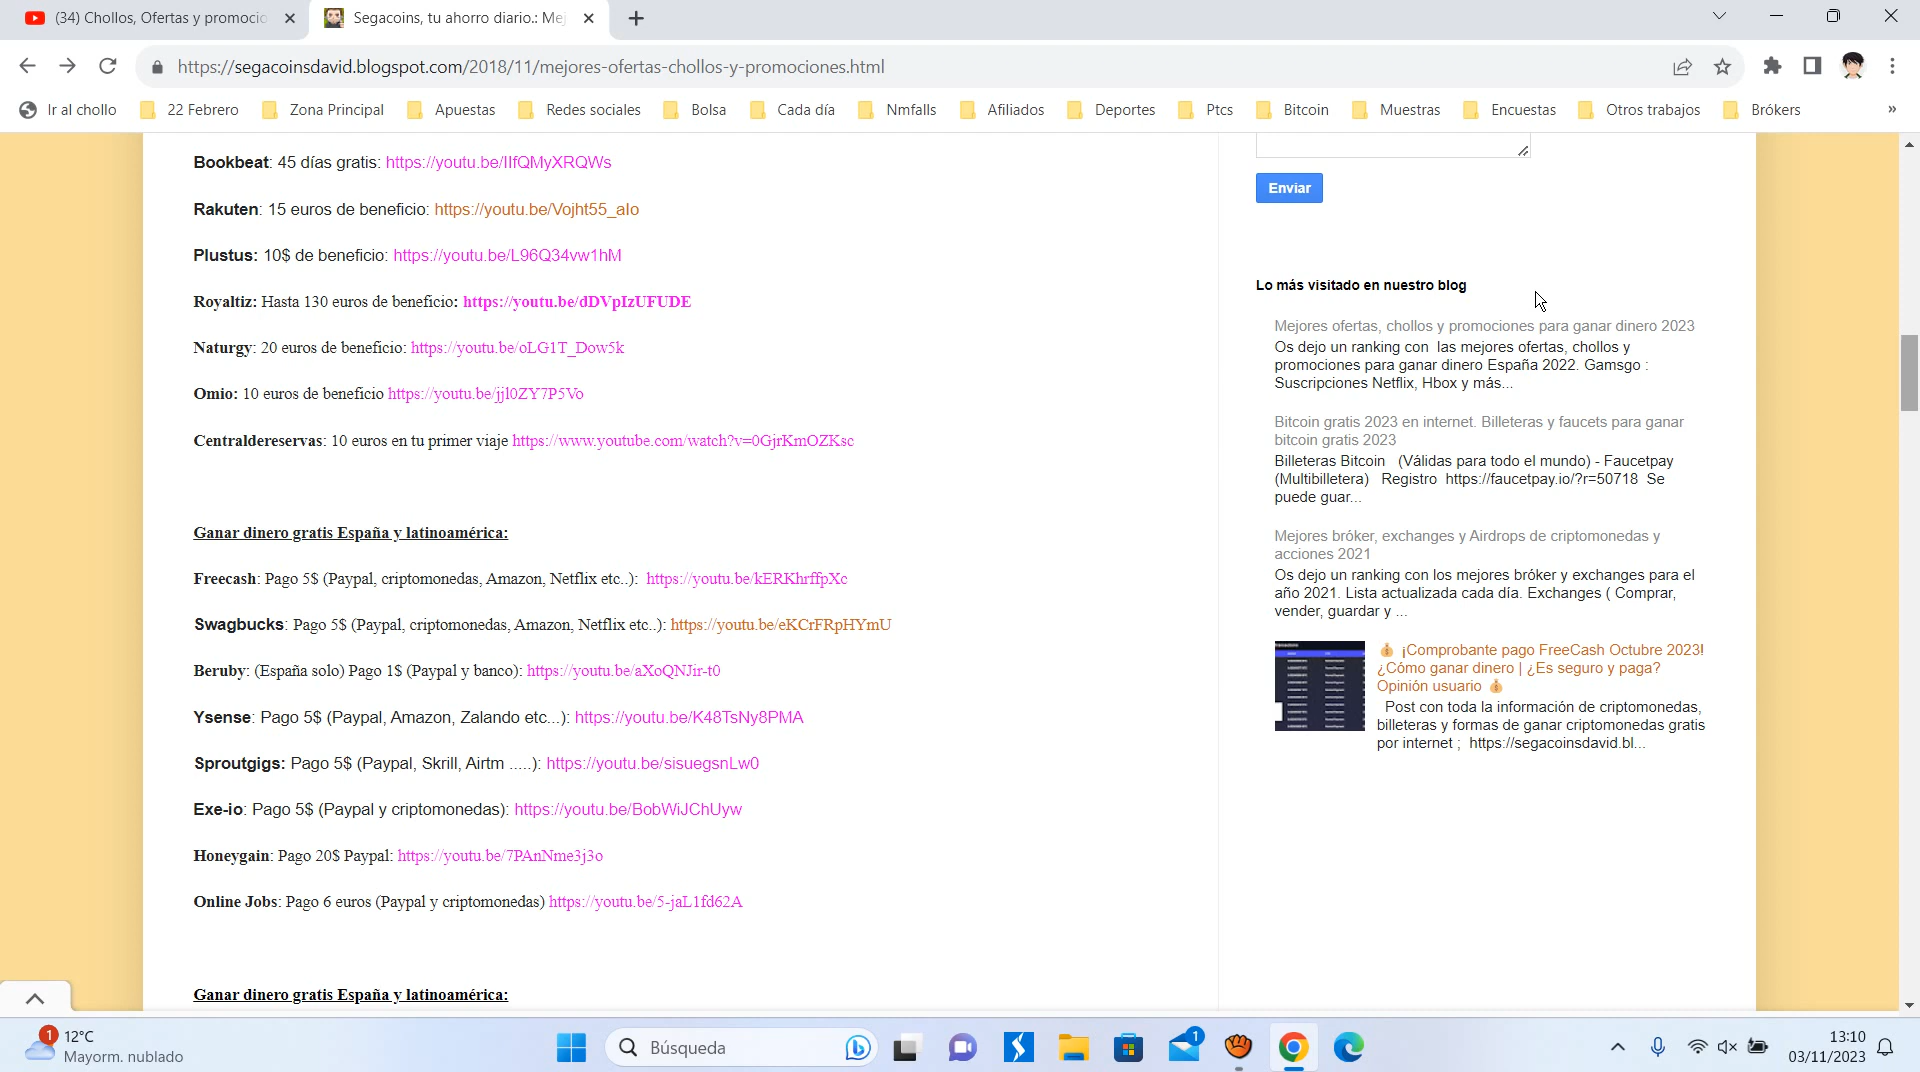 (34) Chollos, Ofertas y promocio
Segacoins, tu ahorro diario.: Me
https://segacoinsdavid.blogspot.com/2018/11/mejores-ofertas-chollos-y-promociones.html
Ir al chollo 22 Febrero Zona Principal Apuestas Redes sociales Bolsa Cada día Nmfalls Afiliados Deportes Ptcs Bitcoin Muestras Encuestas Otros trabajos Brókers »
Bookbeat: 45 días gratis: https://youtu.be/IIfQMyXRQWs
Rakuten: 15 euros de beneficio: https://youtu.be/Vojht55_aIo
Plustus: 10$ de beneficio: https://youtu.be/L96Q34vw1hM
Royaltiz: Hasta 130 euros de beneficio: https://youtu.be/dDVpIzUFUDE
Naturgy: 20 euros de beneficio: https://youtu.be/oLG1T_Dow5k
Omio: 10 euros de beneficio https://youtu.be/jjl0ZY7P5Vo
Centraldereservas: 10 euros en tu primer viaje https://www.youtube.com/watch?v=0GjrKmOZKsc
Ganar dinero gratis España y latinoamérica:
Freecash: Pago 5$ (Paypal, criptomonedas, Amazon, Netflix etc..): https://youtu.be/kERKhrffpXc
Swagbucks: Pago 5$ (Paypal, criptomonedas, Amazon, Netflix etc..): https://youtu.be/eKCrFRpHYmU
Beruby: (España solo) Pago 1$ (Paypal y banco): https://youtu.be/aXoQNJir-t0
Ysense: Pago 5$ (Paypal, Amazon, Zalando etc...): https://youtu.be/K48TsNy8PMA
Sproutgigs: Pago 5$ (Paypal, Skrill, Airtm .....): https://youtu.be/sisuegsnLw0
Exe-io: Pago 5$ (Paypal y criptomonedas): https://youtu.be/BobWiJChUyw
Honeygain: Pago 20$ Paypal: https://youtu.be/7PAnNme3j3o
Online Jobs: Pago 6 euros (Paypal y criptomonedas) https://youtu.be/5-jaL1fd62A
Ganar dinero gratis España y latinoamérica:
Enviar
Lo más visitado en nuestro blog
Mejores ofertas, chollos y promociones para ganar dinero 2023
Os dejo un ranking con las mejores ofertas, chollos y
promociones para ganar dinero España 2022. Gamsgo :
Suscripciones Netflix, Hbox y más...
Bitcoin gratis 2023 en internet. Billeteras y faucets para ganar
bitcoin gratis 2023
Billeteras Bitcoin (Válidas para todo el mundo) - Faucetpay
(Multibilletera) Registro https://faucetpay.io/?r=50718 Se
puede guar...
Mejores bróker, exchanges y Airdrops de criptomonedas y
acciones 2021
Os dejo un ranking con los mejores bróker y exchanges para el
año 2021. Lista actualizada cada día. Exchanges ( Comprar,
vender, guardar y ...
💰 ¡Comprobante pago FreeCash Octubre 2023!
¿Cómo ganar dinero | ¿Es seguro y paga?
Opinión usuario 💰
Post con toda la información de criptomonedas,
billeteras y formas de ganar criptomonedas gratis
por internet ; https://segacoinsdavid.bl...
1
12°C
Mayorm. nublado
Búsqueda
1
13:10
03/11/2023